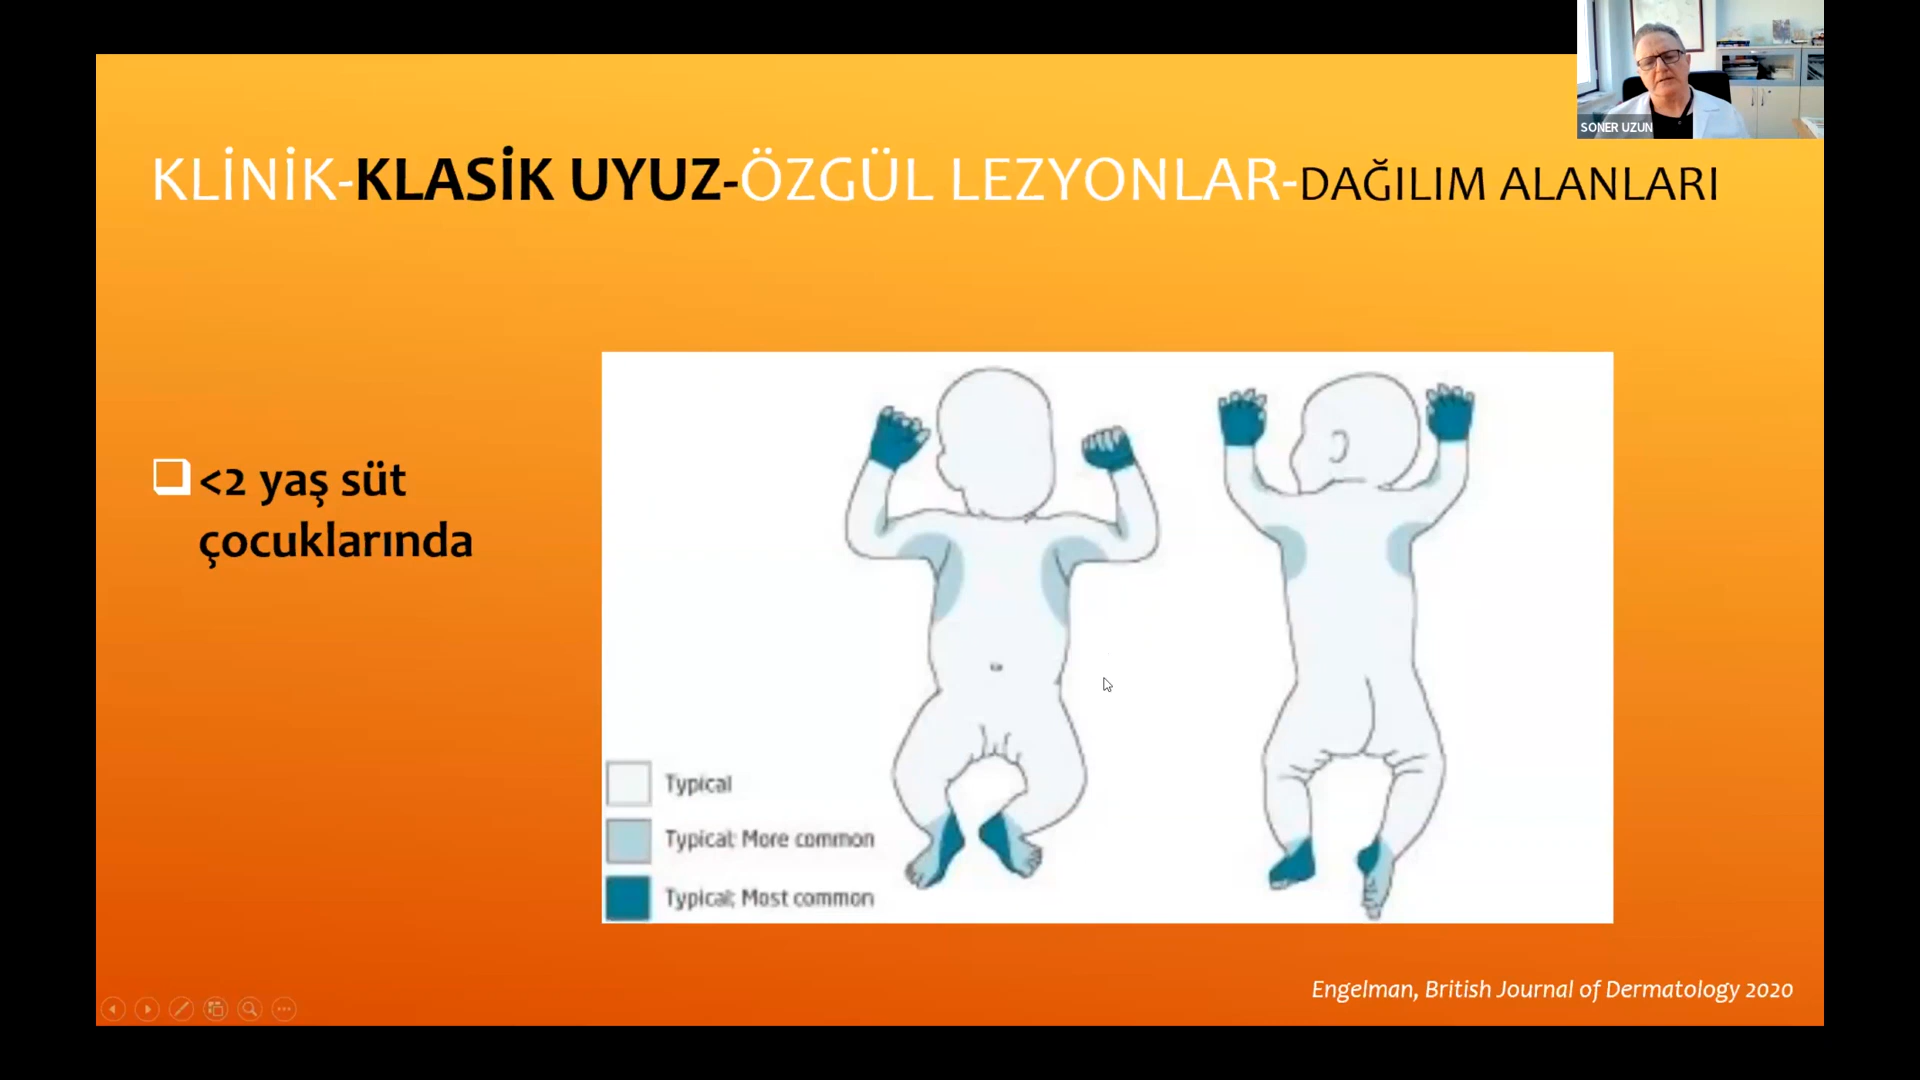 SONER UZUN
KLİNİK-KLASİK UYUZ-ÖZGÜL LEZYONLAR-DAĞILIM ALANLARI
<2 yaş süt
çocuklarında
Typical
Typical: More common
Typical; Most common
Engelman, British Journal of Dermatology 2020